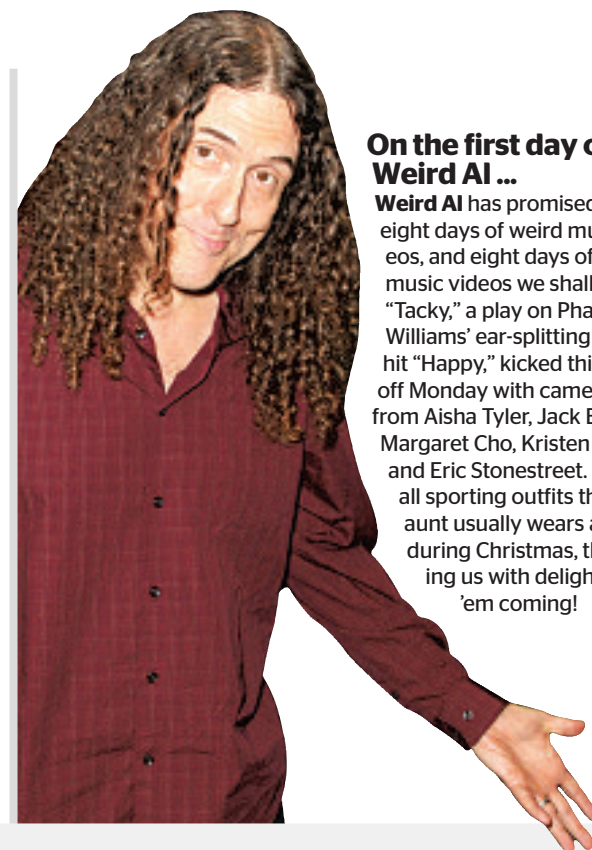 On the first day o
Weird Al ...
Weird Al has promised
eight days of weird mu
eos, and eight days of
music videos we shall
“Tacky,” a play on Pha
Williams’ ear-splitting
hit “Happy,” kicked thi
off Monday with came
from Aisha Tyler, Jack B
Margaret Cho, Kristen
and Eric Stonestreet.
all sporting outfits th
aunt usually wears a
during Christmas, th
ing us with deligh
’em coming!